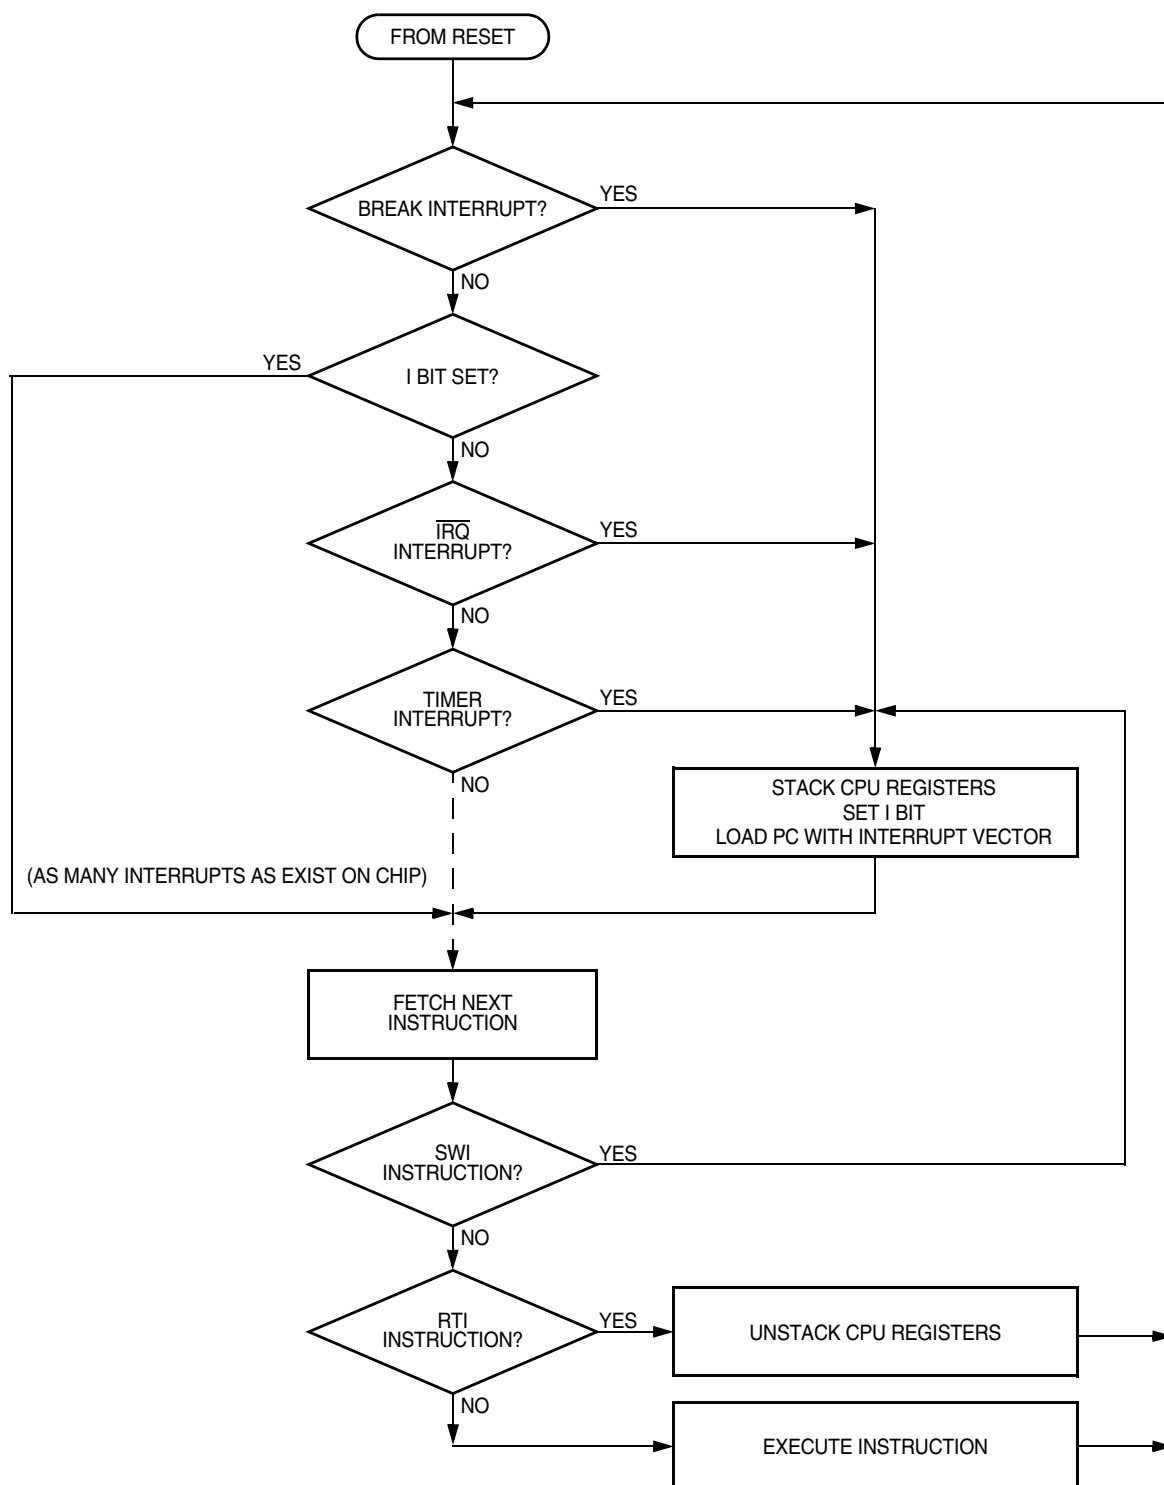 FROM RESET
BREAK INTERRUPT?
YES
NO
YES
I BIT SET?
NO
IRQ
INTERRUPT?
YES
NO
TIMER
INTERRUPT?
YES
NO
STACK CPU REGISTERS
SET I BIT
LOAD PC WITH INTERRUPT VECTOR
(AS MANY INTERRUPTS AS EXIST ON CHIP)
FETCH NEXT
INSTRUCTION
SWI
INSTRUCTION?
YES
NO
RTI
INSTRUCTION?
YES
UNSTACK CPU REGISTERS
NO
EXECUTE INSTRUCTION